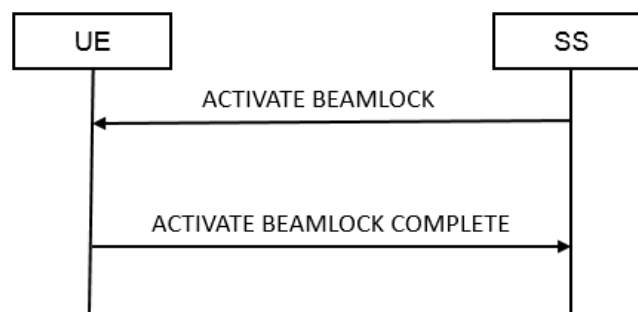 UE
SS
ACTIVATE BEAMLOCK
ACTIVATE BEAMLOCK COMPLETE